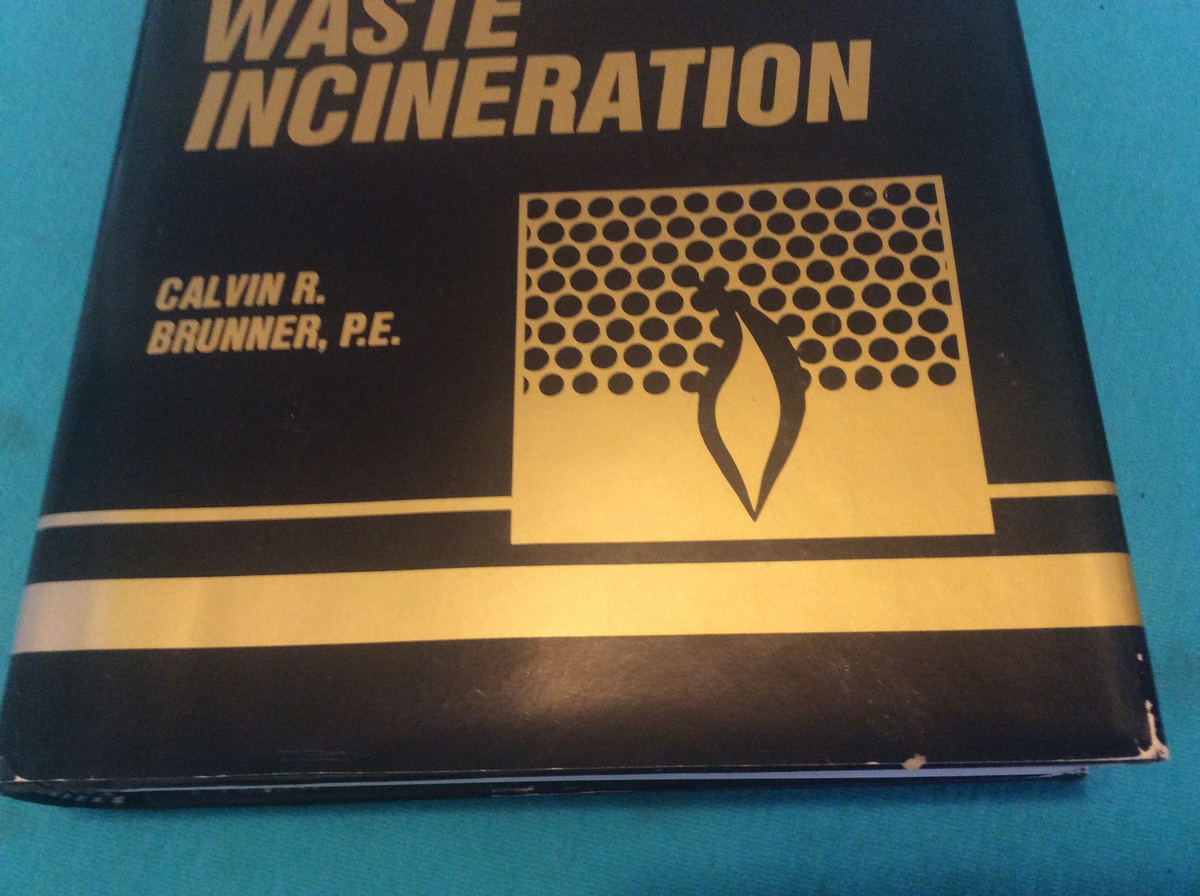 WASTE
INCINERATION
CALVIN R.
BRUNNER, P.E.